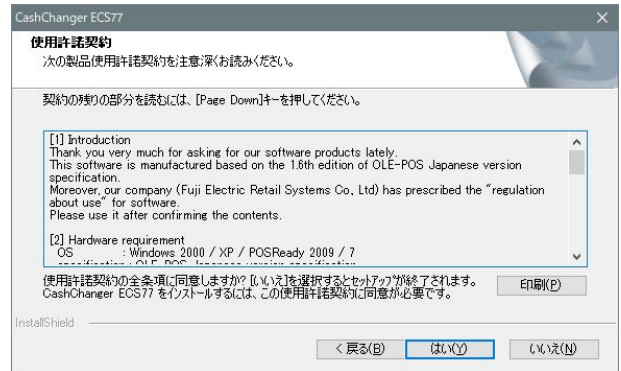 CashChanger ECS77
使用許諾契約
次の製品使用許諾契約を注意深くお読みください。
契約の残りの部分を読むには、[Page Down]キーを押してください。
[1] Introduction
Thank you very much for asking for our software products lately.
This software is manufactured based on the 1.6th edition of OLE-POS Japanese version
specification.
Moreover, our company (Fuji Electric Retail Systems Co, Ltd) has prescribed the "regulation
about use" for software.
Please use it after confirming the contents.
[2] Hardware requirement
OS : Windows 2000 / XP / POSReady 2009 / 7
使用許諾契約の全条項に同意しますか? [いいえ]を選択するとセットアップが終了されます。
CashChanger ECS77 をインストールするには、この使用許諾契約に同意が必要です。
印刷(P)
InstallShield
< 戻る(B)
はい(Y)
いいえ(N)